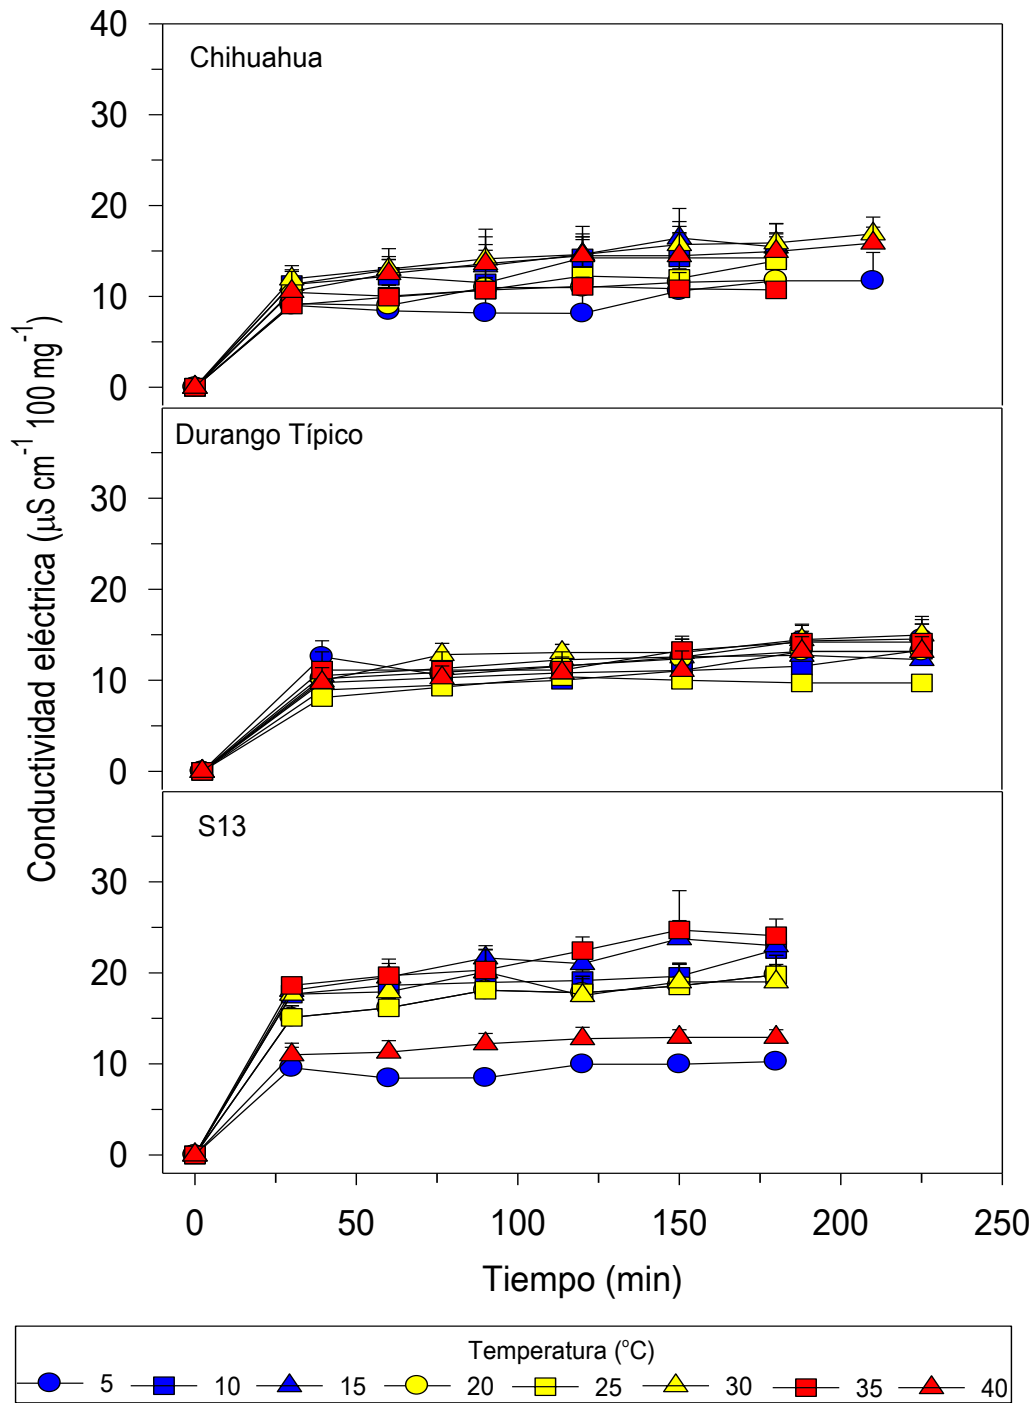 Conductividad eléctrica (μS cm⁻¹ 100 mg⁻¹)
40
Chihuahua
30
20
10
0
Durango Típico
30
20
10
0
S13
30
20
10
0
0 50 100 150 200 250
Tiempo (min)
Temperatura (°C)
5 10 15 20 25 30 35 40